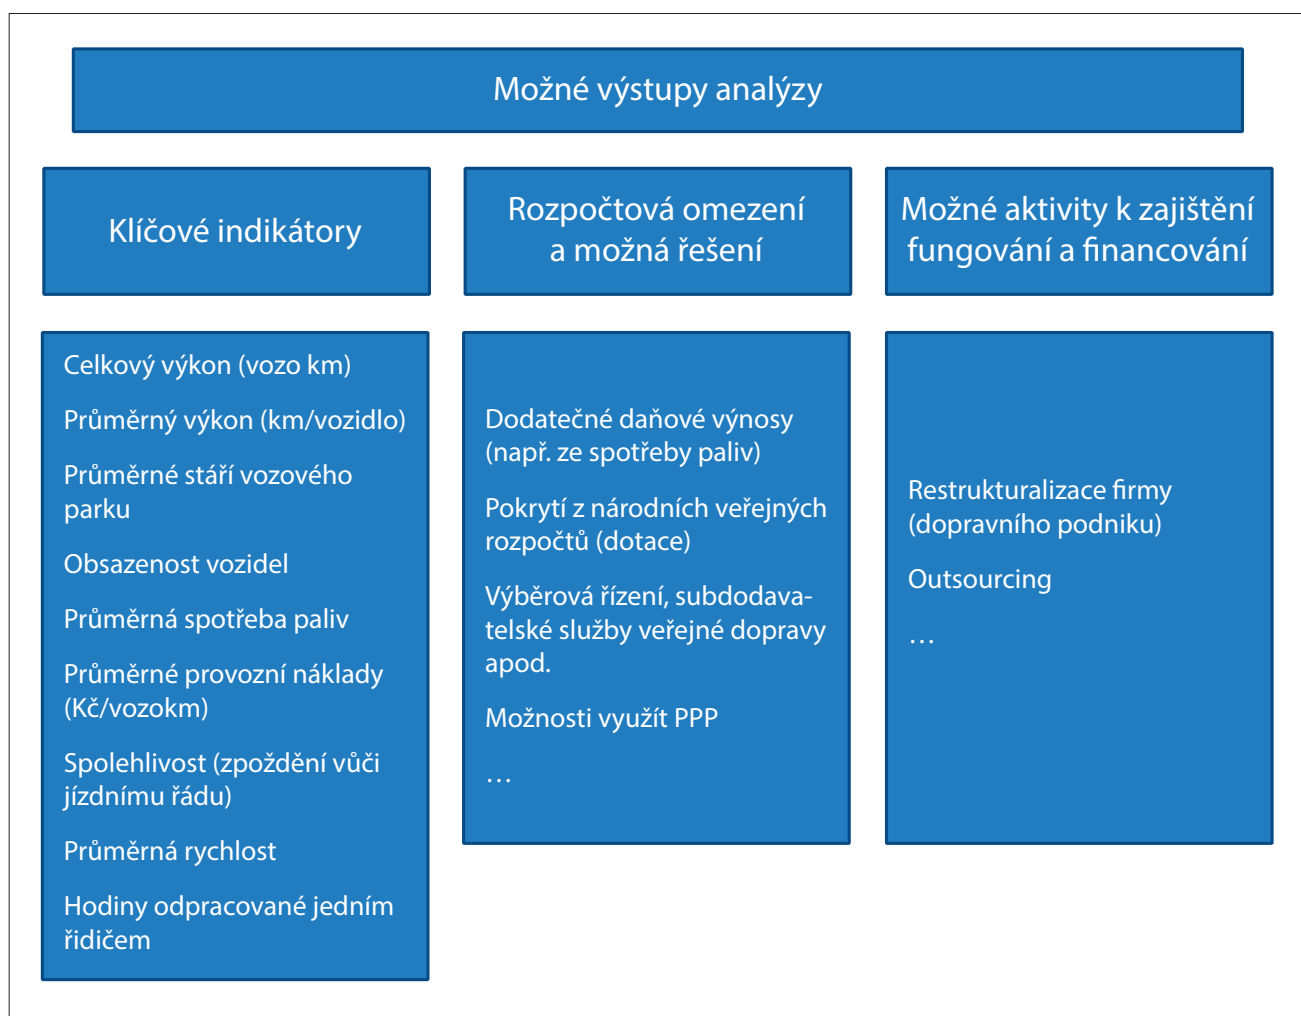 Možné výstupy analýzy
Klíčové indikátory
Rozpočtová omezení
a možná řešení
Možné aktivity k zajištění
fungování a financování
Celkový výkon (vozo km)
Průměrný výkon (km/vozidlo)
Průměrné stáří vozového
parku
Obsazenost vozidel
Průměrná spotřeba paliv
Průměrné provozní náklady
(Kč/vozokm)
Spolehlivost (zpoždění vůči
jízdnímu řádu)
Průměrná rychlost
Hodiny odpracované jedním
řidičem
Dodatečné daňové výnosy
(např. ze spotřeby paliv)
Pokrytí z národních veřejných
rozpočtů (dotace)
Výběrová řízení, subdodava-
telské služby veřejné dopravy
apod.
Možnosti využít PPP
…
Restrukturalizace firmy
(dopravního podniku)
Outsourcing
…